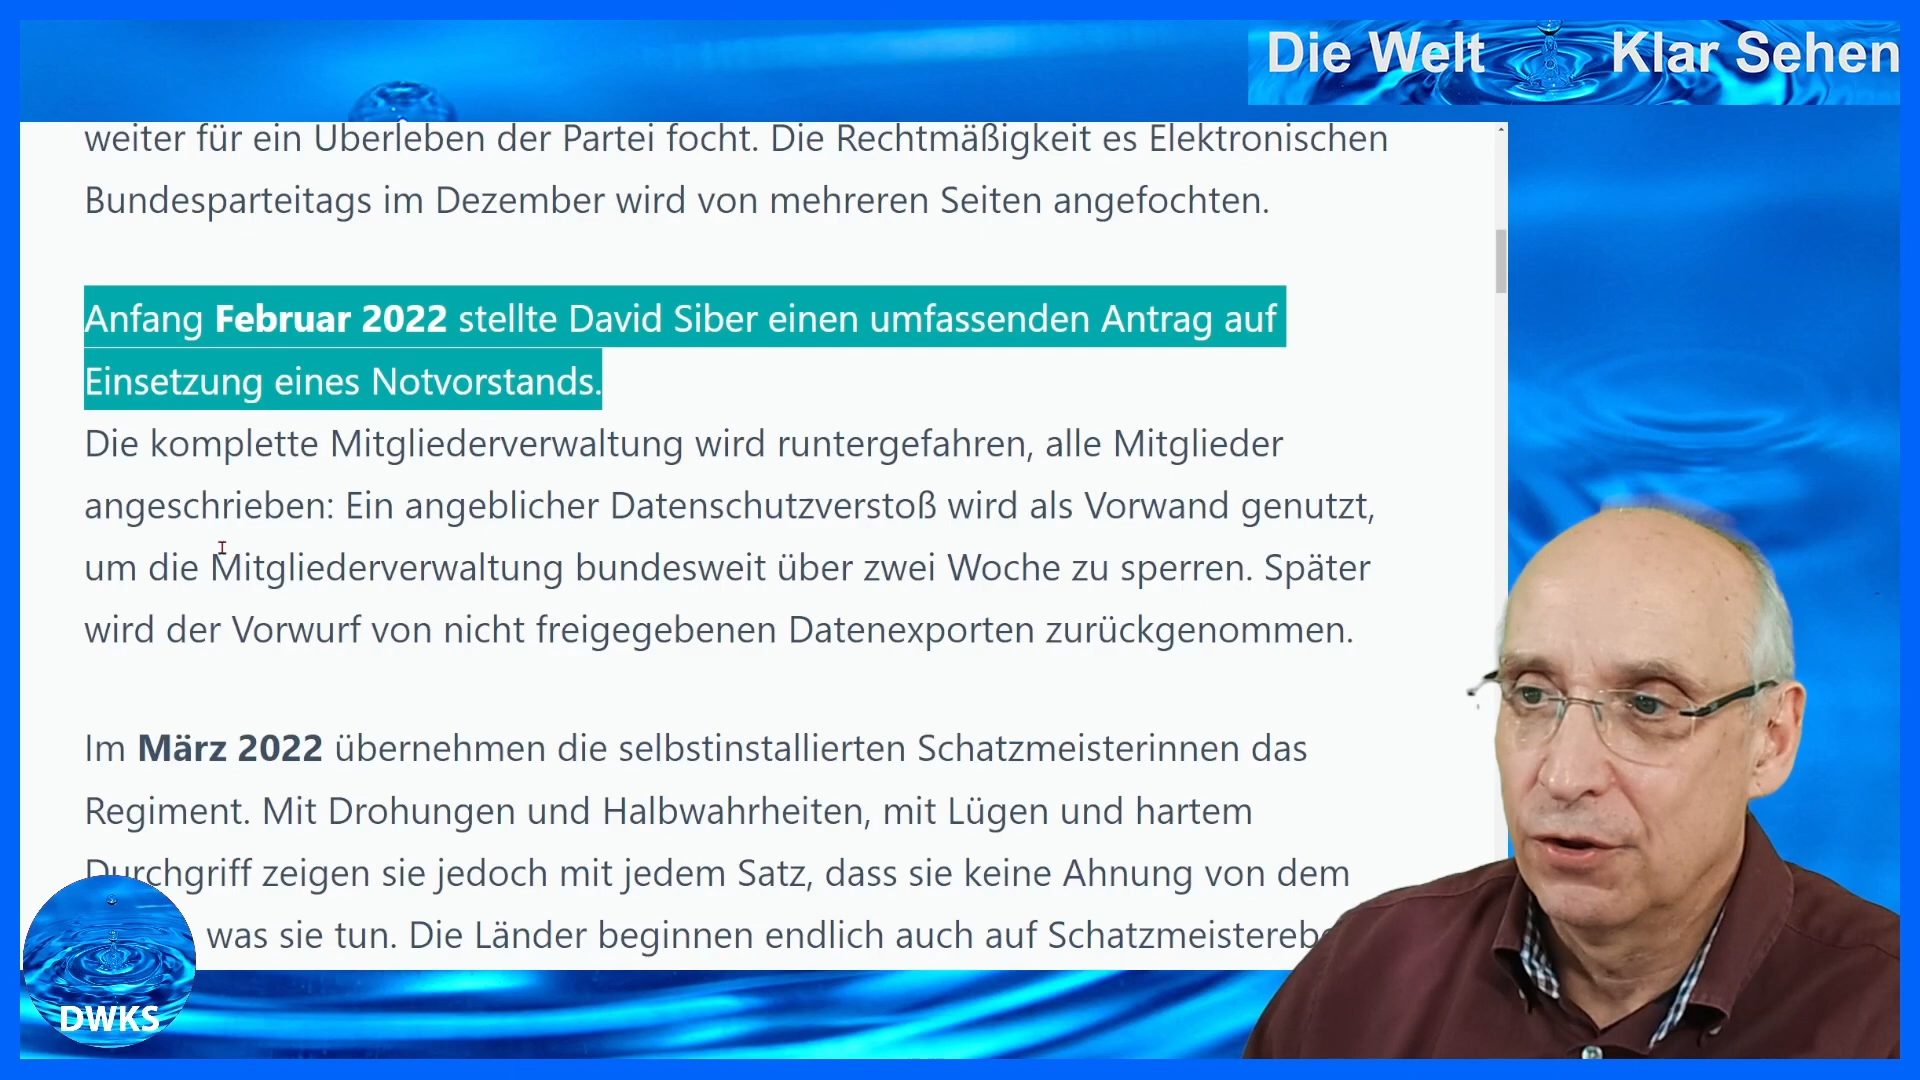 Die Welt Klar Sehen
weiter für ein Überleben der Partei focht. Die Rechtmäßigkeit es Elektronischen
Bundesparteitags im Dezember wird von mehreren Seiten angefochten.
Anfang Februar 2022 stellte David Siber einen umfassenden Antrag auf
Einsetzung eines Notvorstands.
Die komplette Mitgliederverwaltung wird runtergefahren, alle Mitglieder
angeschrieben: Ein angeblicher Datenschutzverstoß wird als Vorwand genutzt,
um die Mitgliederverwaltung bundesweit über zwei Woche zu sperren. Später
wird der Vorwurf von nicht freigegebenen Datenexporten zurückgenommen.
Im März 2022 übernehmen die selbstinstallierten Schatzmeisterinnen das
Regiment. Mit Drohungen und Halbwahrheiten, mit Lügen und hartem
Durchgriff zeigen sie jedoch mit jedem Satz, dass sie keine Ahnung von dem
was sie tun. Die Länder beginnen endlich auch auf
DWKS